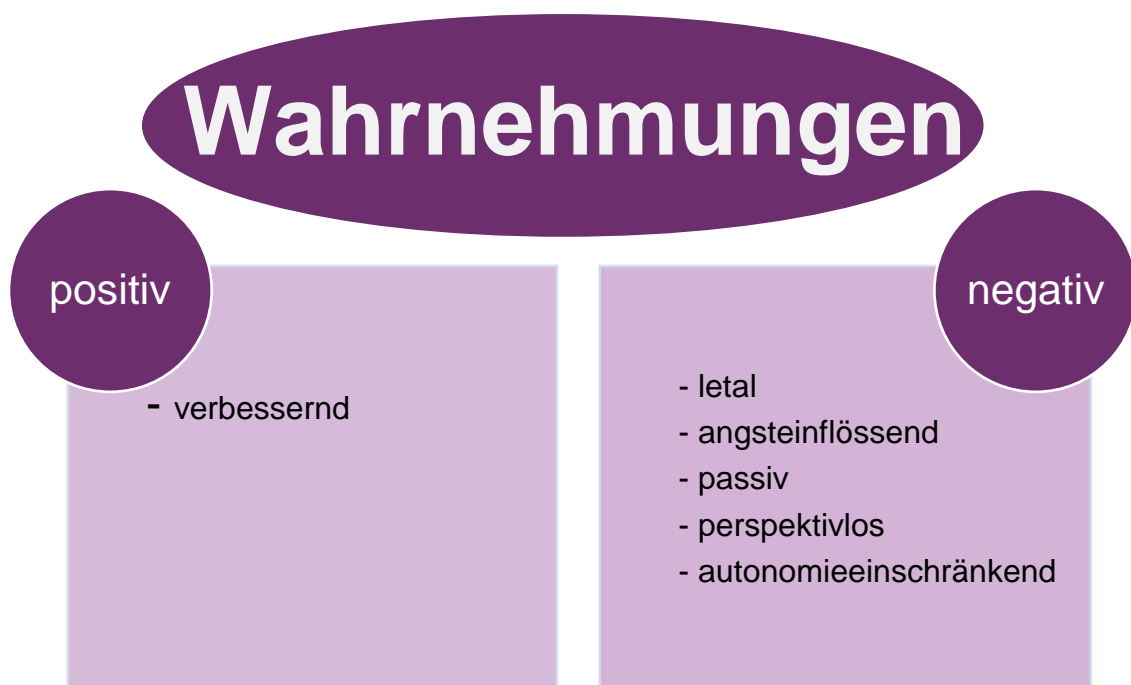 Wahrnehmungen
positiv
- verbessernd
negativ
- letal
- angsteinflössend
- passiv
- perspektivlos
- autonomieeinschränkend